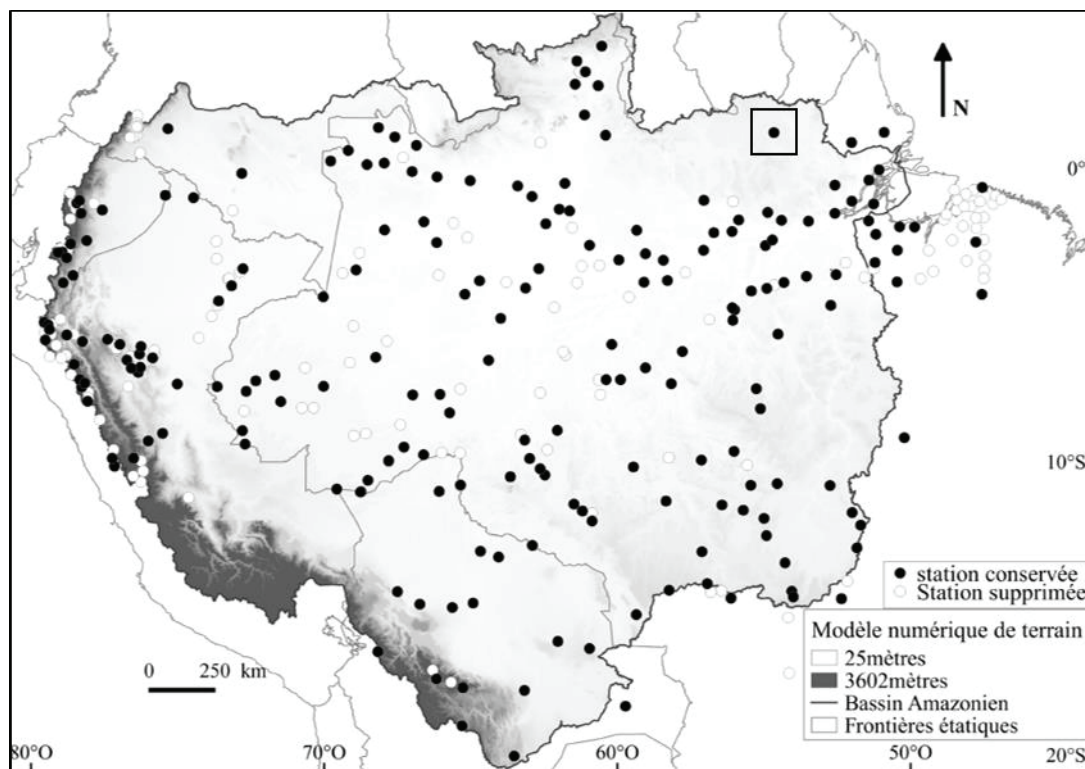 N
0°
10°S
station conservée
Station supprimée
Modèle numérique de terrain
25mètres
3602mètres
Bassin Amazonien
Frontières étatiques
0 250 km
80°O 70°O 60°O 50°O 20°S